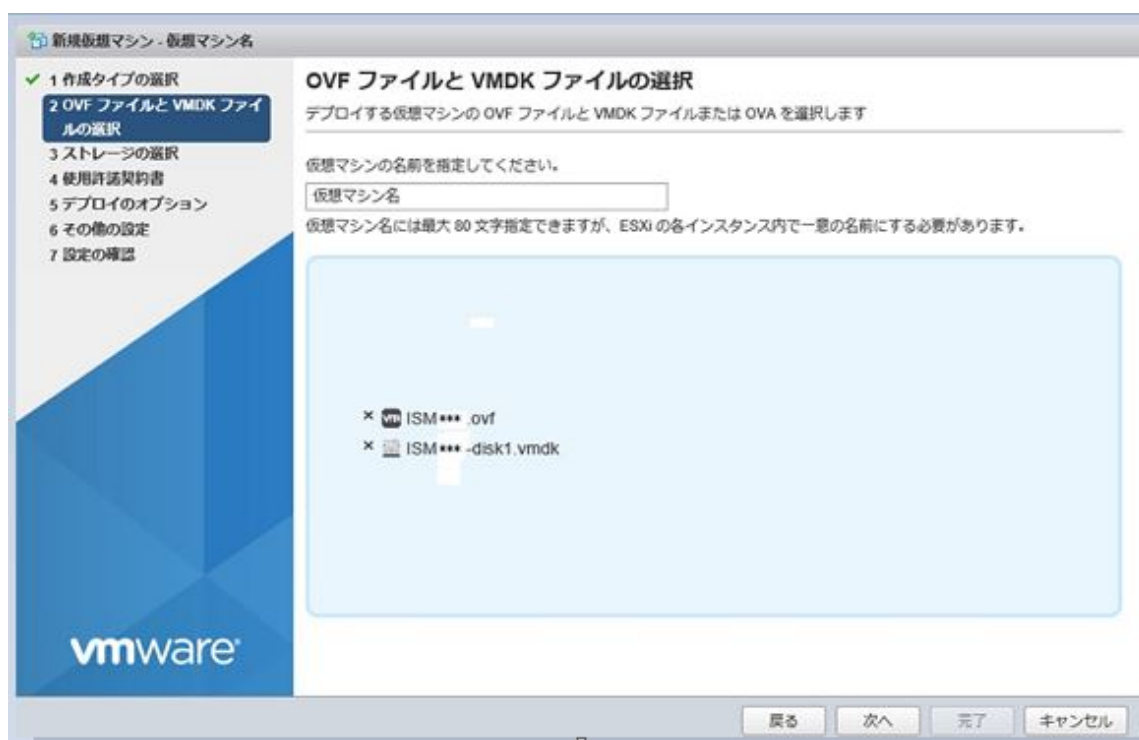 新規仮想マシン - 仮想マシン名
1 作成タイプの選択
2 OVF ファイルと VMDK ファイ
ルの選択
3 ストレージの選択
4 使用許諾契約書
5 デプロイのオプション
6 その他の設定
7 設定の確認
OVF ファイルと VMDK ファイルの選択
デプロイする仮想マシンの OVF ファイルと VMDK ファイルまたは OVA を選択します
仮想マシンの名前を指定してください。
仮想マシン名
仮想マシン名には最大 80 文字指定できますが、ESXi の各インスタンス内で一意の名前にする必要があります。
× ISM*** .ovf
× ISM*** -disk1.vmdk
vmware
戻る 次へ 完了 キャンセル